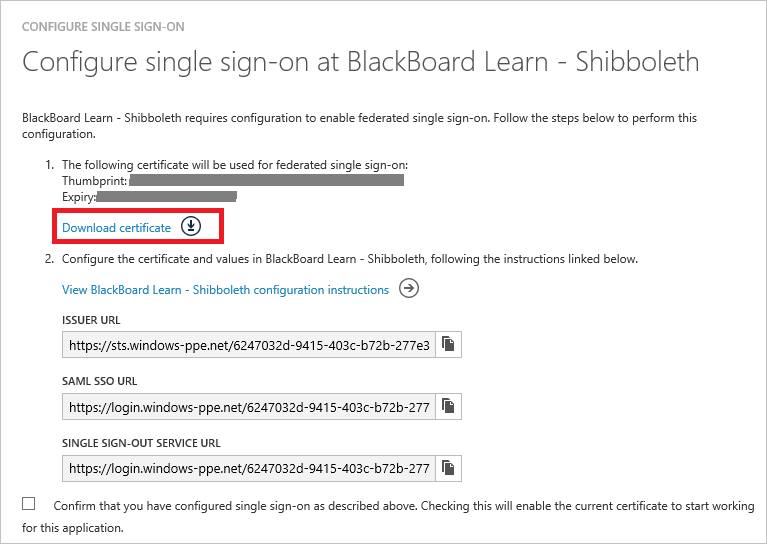 CONFIGURE SINGLE SIGN-ON
Configure single sign-on at BlackBoard Learn - Shibboleth
BlackBoard Learn - Shibboleth requires configuration to enable federated single sign-on. Follow the steps below to perform this
configuration.
1. The following certificate will be used for federated single sign-on:
Thumbprint:
Expiry:
Download certificate
2. Configure the certificate and values in BlackBoard Learn - Shibboleth, following the instructions linked below.
View BlackBoard Learn - Shibboleth configuration instructions
ISSUER URL
https://sts.windows-ppe.net/6247032d-9415-403c-b72b-277e3
SAML SSO URL
https://login.windows-ppe.net/6247032d-9415-403c-b72b-277
SINGLE SIGN-OUT SERVICE URL
https://login.windows-ppe.net/6247032d-9415-403c-b72b-277
Confirm that you have configured single sign-on as described above. Checking this will enable the current certificate to start working
for this application.